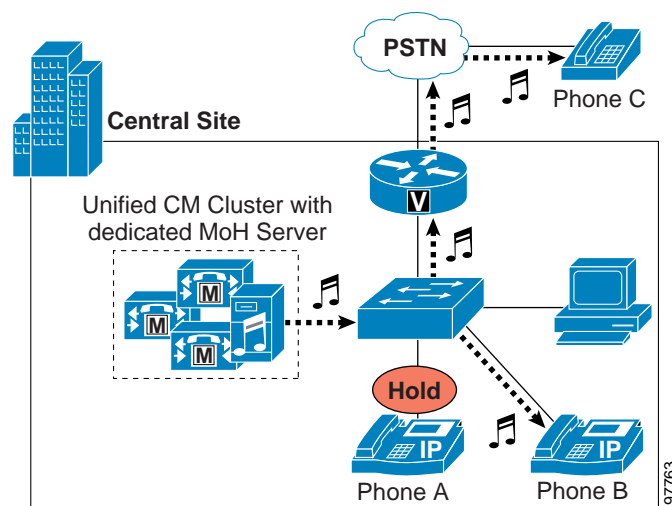 PSTN
Phone C
Central Site
V
Unified CM Cluster with
dedicated MoH Server
M
M
M
Hold
IP
IP
Phone A
Phone B
97763